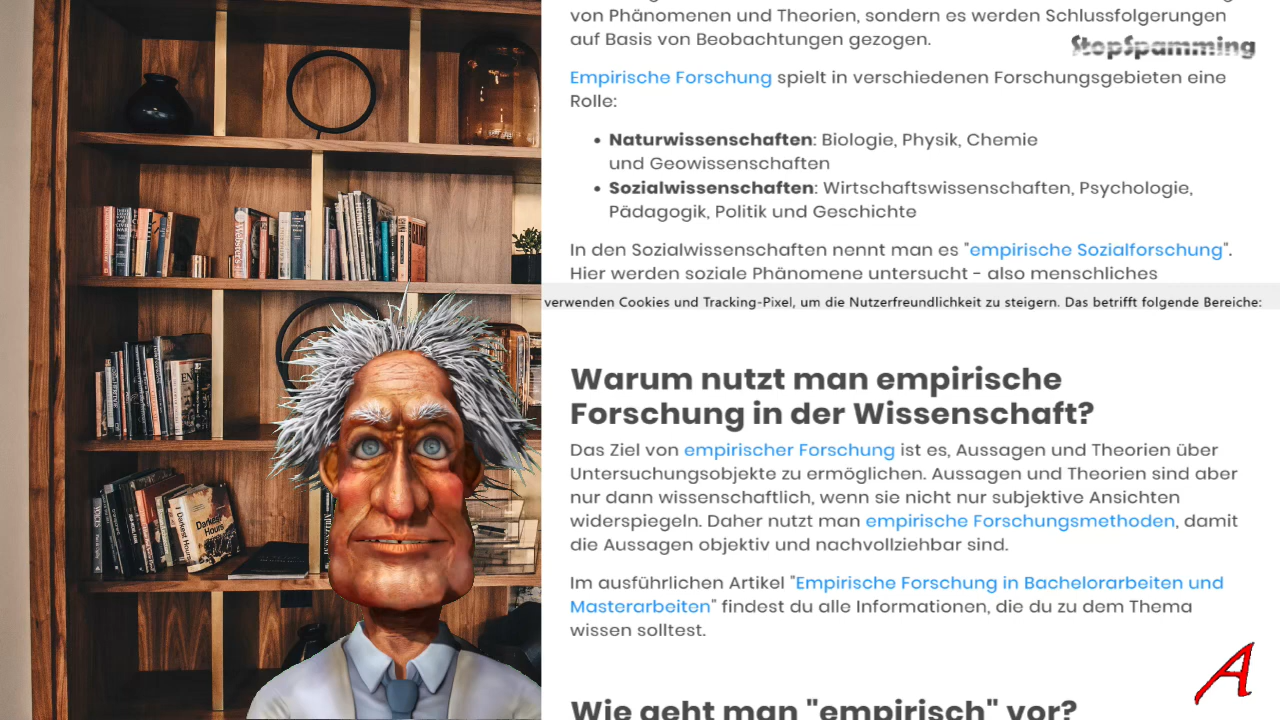 von Phänomenen und Theorien, sondern es werden Schlussfolgerungen
auf Basis von Beobachtungen gezogen.
StopSpamming
Empirische Forschung spielt in verschiedenen Forschungsgebieten eine
Rolle:
• Naturwissenschaften: Biologie, Physik, Chemie
und Geowissenschaften
• Sozialwissenschaften: Wirtschaftswissenschaften, Psychologie,
Pädagogik, Politik und Geschichte
In den Sozialwissenschaften nennt man es "empirische Sozialforschung".
Hier werden soziale Phänomene untersucht – also menschliches
verwenden Cookies und Tracking-Pixel, um die Nutzerfreundlichkeit zu steigern. Das betrifft folgende Bereiche:
Warum nutzt man empirische
Forschung in der Wissenschaft?
Das Ziel von empirischer Forschung ist es, Aussagen und Theorien über
Untersuchungsobjekte zu ermöglichen. Aussagen und Theorien sind aber
nur dann wissenschaftlich, wenn sie nicht nur subjektive Ansichten
widerspiegeln. Daher nutzt man empirische Forschungsmethoden, damit
die Aussagen objektiv und nachvollziehbar sind.
Im ausführlichen Artikel "Empirische Forschung in Bachelorarbeiten und
Masterarbeiten" findest du alle Informationen, die du zu dem Thema
wissen solltest.
Wie geht man "empirisch" vor?
A
Darkest
Hours